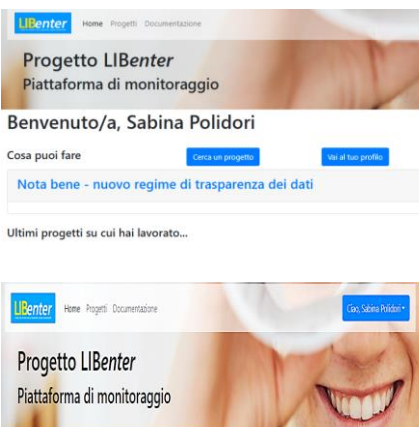 LIBenter Home Progetti Documentazione
Progetto LIBenter
Piattaforma di monitoraggio
Benvenuto/a, Sabina Polidori
Cosa puoi fare Cerca un progetto Vai al tuo profilo
Nota bene - nuovo regime di trasparenza dei dati
Ultimi progetti su cui hai lavorato...
LIBenter Home Progetti Documentazione Ciao, Sabina Polidori
Progetto LIBenter
Piattaforma di monitoraggio